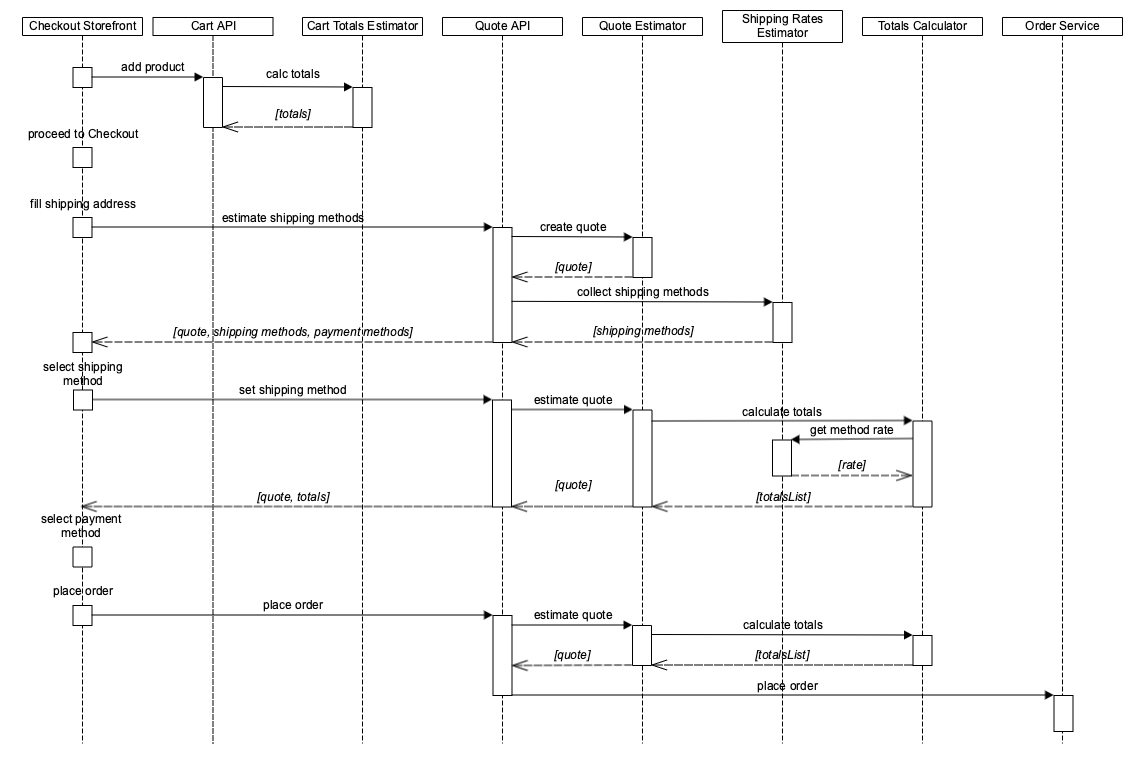 Checkout Storefront
Cart API
Cart Totals Estimator
Quote API
Quote Estimator
Shipping Rates
Estimator
Totals Calculator
Order Service
add product
calc totals
[totals]
proceed to Checkout
fill shipping address
estimate shipping methods
create quote
[quote]
collect shipping methods
[quote, shipping methods, payment methods]
[shipping methods]
select shipping
method
set shipping method
estimate quote
calculate totals
get method rate
[rate]
[quote]
[quote, totals]
[totalsList]
select payment
method
place order
place order
estimate quote
calculate totals
[quote]
[totalsList]
place order